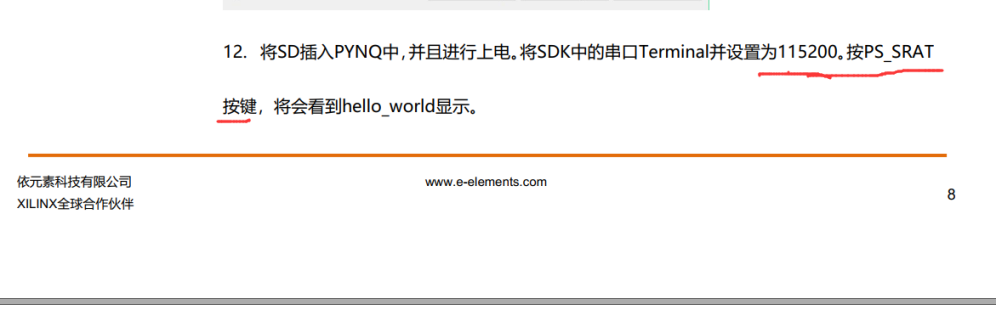 12. 将SD插入PYNQ中，并且进行上电。将SDK中的串口Terminal并设置为115200。按PS_SRAT
按键，将会看到hello_world显示。
依元素科技有限公司
www.e-elements.com
XILINX全球合作伙伴
8